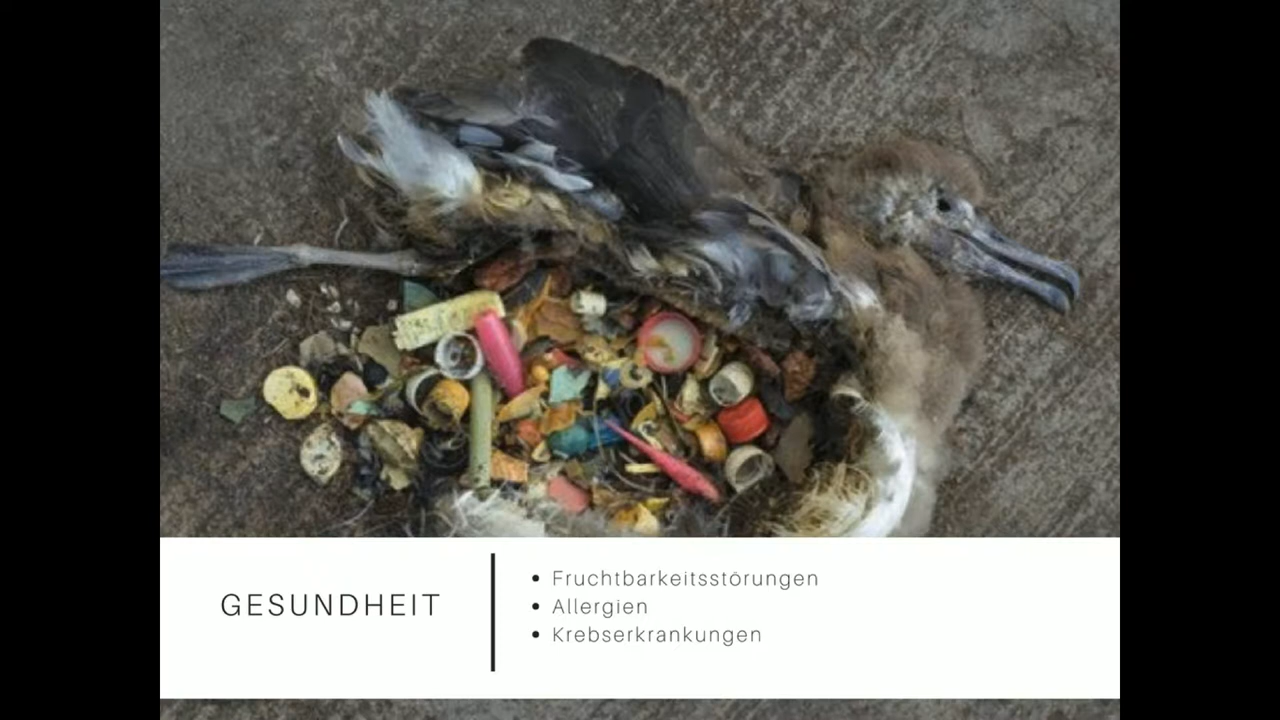 GESUNDHEIT
• Fruchtbarkeitsstörungen
• Allergien
• Krebserkrankungen